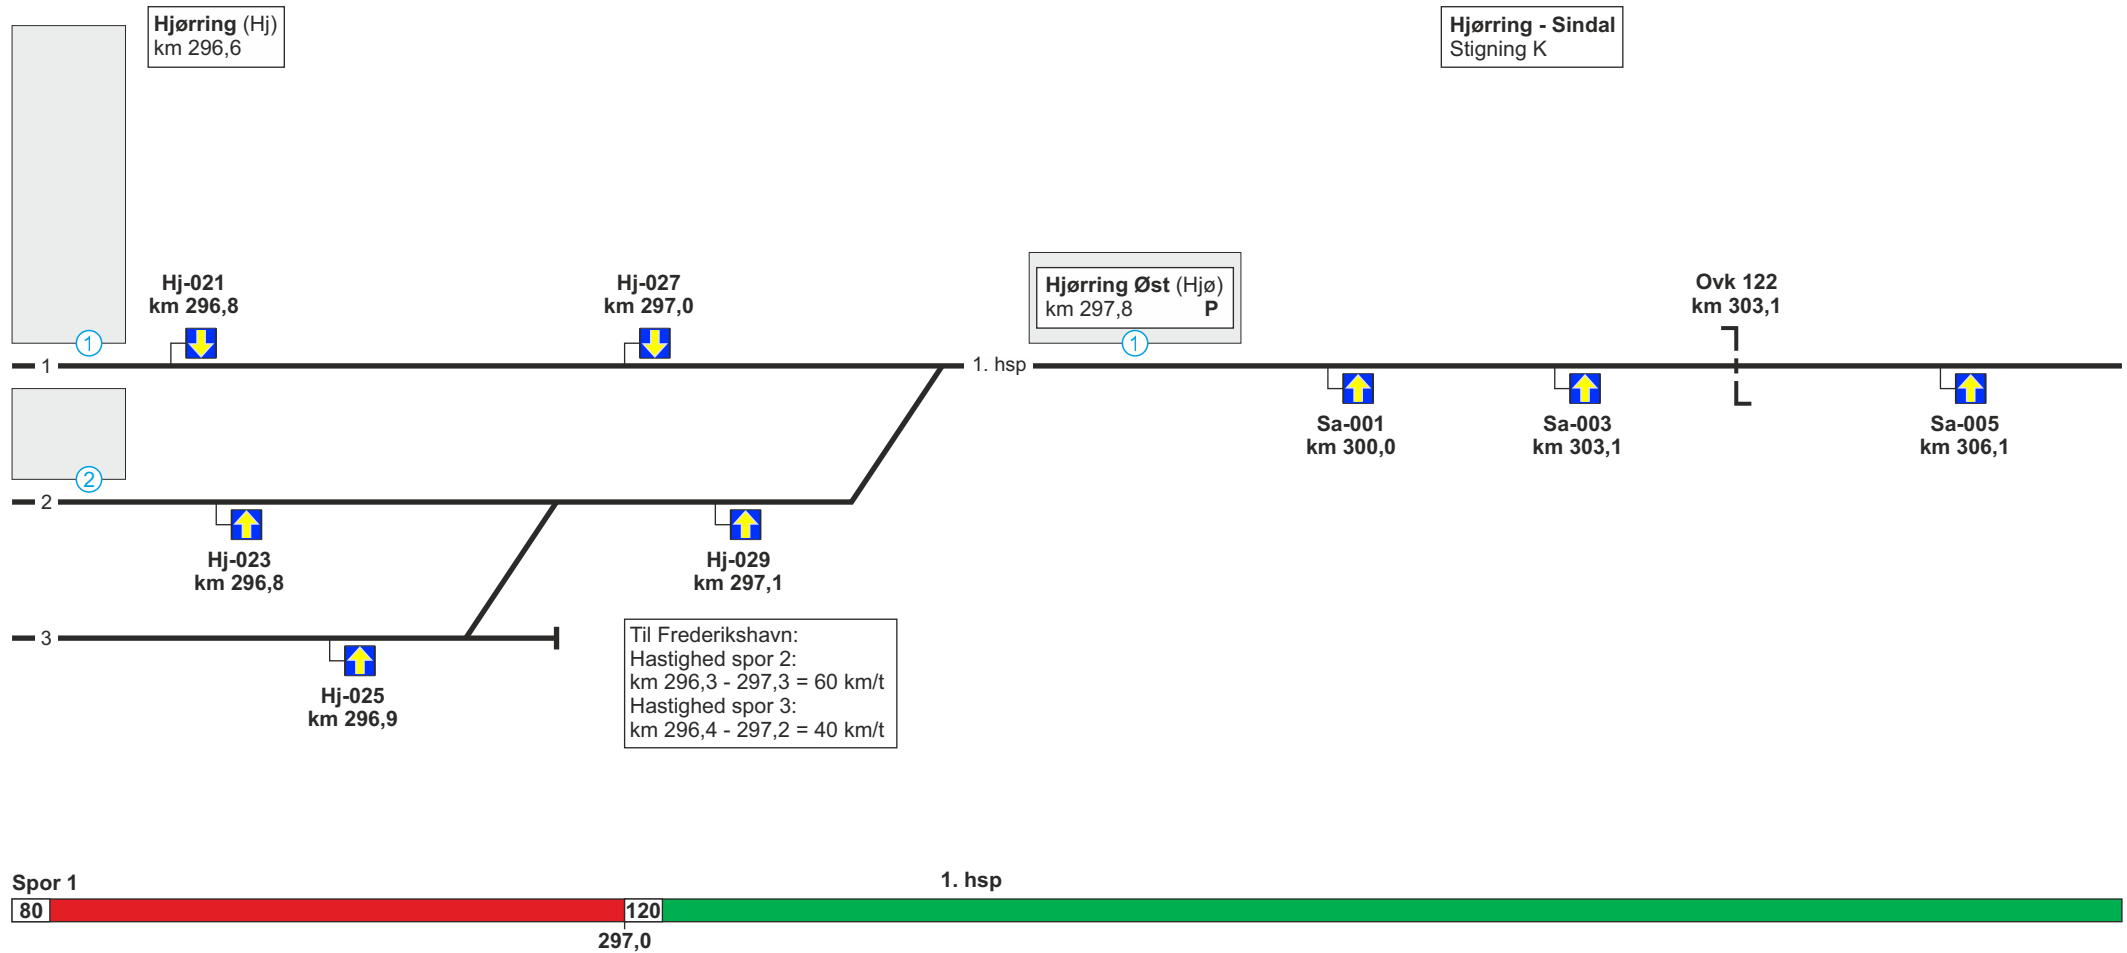 Hjørring (Hj)
km 296,6
Hjørring - Sindal
Stigning K
Hj-021
km 296,8
Hj-027
km 297,0
Hjørring Øst (Hjø)
km 297,8 P
Ovk 122
km 303,1
1
1
1
1. hsp
Sa-001
km 300,0
Sa-003
km 303,1
Sa-005
km 306,1
2
2
Hj-023
km 296,8
Hj-029
km 297,1
3
Hj-025
km 296,9
Til Frederikshavn:
Hastighed spor 2:
km 296,3 - 297,3 = 60 km/t
Hastighed spor 3:
km 296,4 - 297,2 = 40 km/t
Spor 1
1. hsp
80
120
297,0